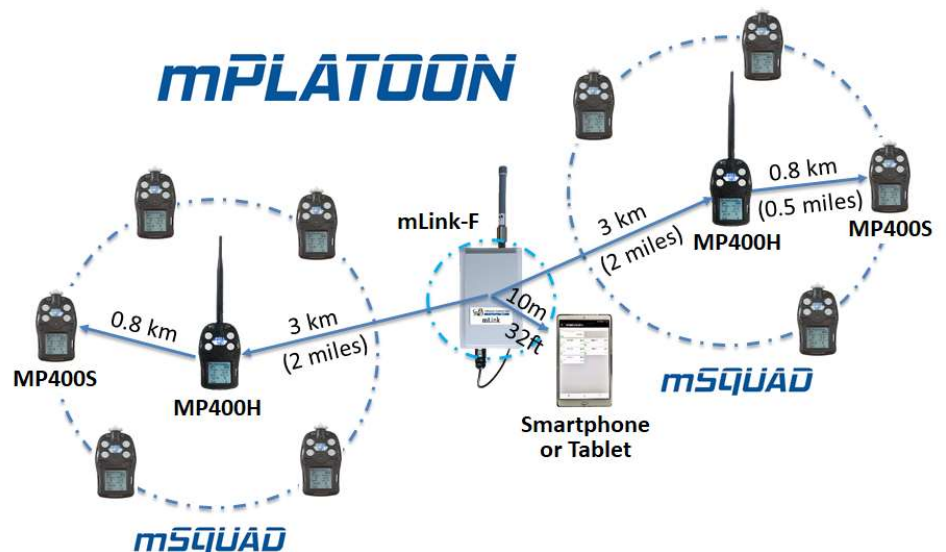 mPLATOON
mLink-F
mLink
10m
32ft
Smartphone
or Tablet
3 km
(2 miles)
MP400H
0.8 km
(0.5 miles)
MP400S
mSQUAD
3 km
(2 miles)
MP400H
0.8 km
MP400S
mSQUAD